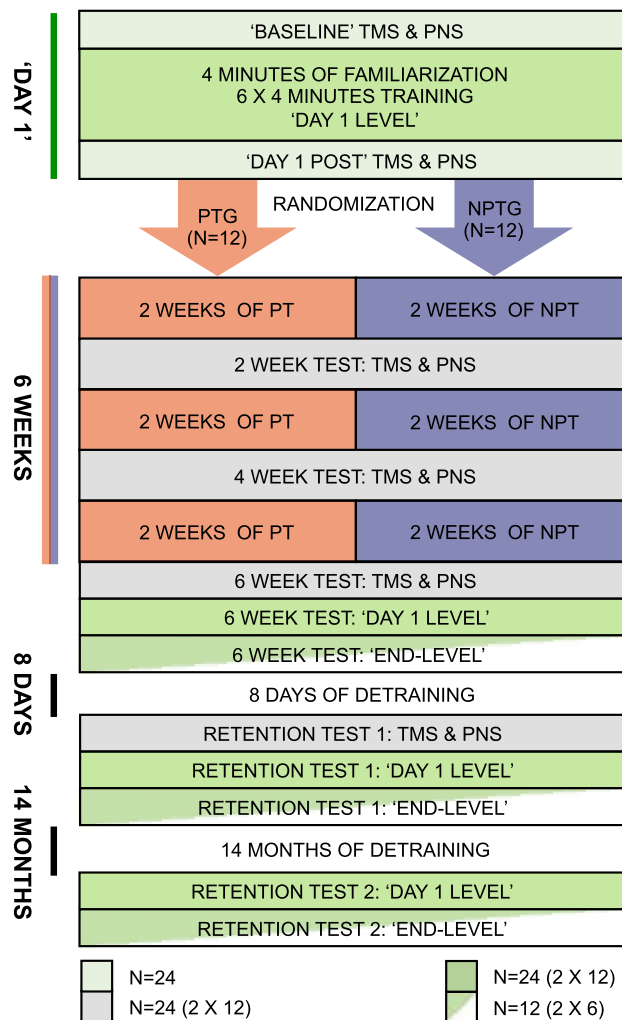 ‘DAY 1’
‘BASELINE’ TMS & PNS
4 MINUTES OF FAMILIARIZATION
6 X 4 MINUTES TRAINING
‘DAY 1 LEVEL’
‘DAY 1 POST’ TMS & PNS
PTG
(N=12)
RANDOMIZATION
NPTG
(N=12)
6 WEEKS
2 WEEKS OF PT
2 WEEKS OF NPT
2 WEEK TEST: TMS & PNS
2 WEEKS OF PT
2 WEEKS OF NPT
4 WEEK TEST: TMS & PNS
2 WEEKS OF PT
2 WEEKS OF NPT
6 WEEK TEST: TMS & PNS
6 WEEK TEST: ‘DAY 1 LEVEL’
6 WEEK TEST: ‘END-LEVEL’
8 DAYS
8 DAYS OF DETRAINING
RETENTION TEST 1: TMS & PNS
RETENTION TEST 1: ‘DAY 1 LEVEL’
RETENTION TEST 1: ‘END-LEVEL’
14 MONTHS
14 MONTHS OF DETRAINING
RETENTION TEST 2: ‘DAY 1 LEVEL’
RETENTION TEST 2: ‘END-LEVEL’
N=24
N=24 (2 X 12)
N=24 (2 X 12)
N=12 (2 X 6)